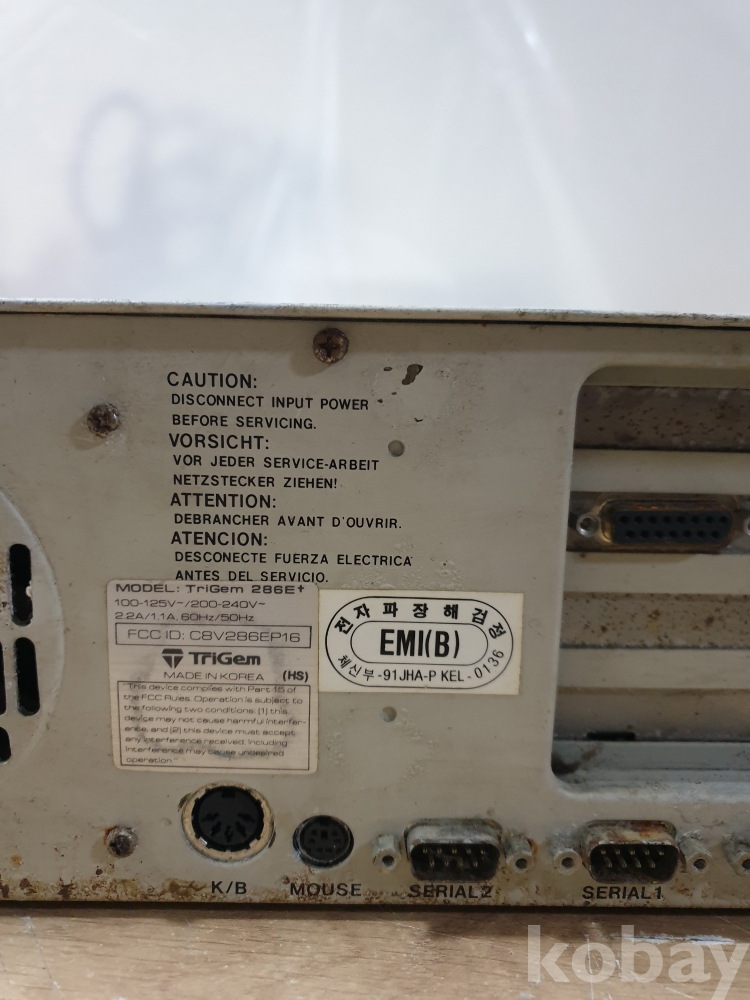 CAUTION:
DISCONNECT INPUT POWER
BEFORE SERVICING.
VORSICHT:
VOR JEDER SERVICE-ARBEIT
NETZSTECKER ZIEHEN!
ATTENTION:
DEBRANCHER AVANT D'OUVRIR.
ATENCION:
DESCONECTE FUERZA ELECTRICA
ANTES DEL SERVICIO.
MODEL: TriGem 286E+
100-125V~/200-240V~
2.2A/1.1A, 60Hz/50Hz
FCC ID: C8V286EP16
TriGem
MADE IN KOREA (HS)
This device complies with Part 15 of
the FCC Rules. Operation is subject to
the following two conditions: (1) this
device may not cause harmful interfer-
ence, and (2) this device must accept
any interference received, including
interference may cause undesired
operation
전자파장해검정
EMI(B)
체신부-91JHA-P KEL-0136
K/B
MOUSE
SERIAL2
SERIAL1
kobay